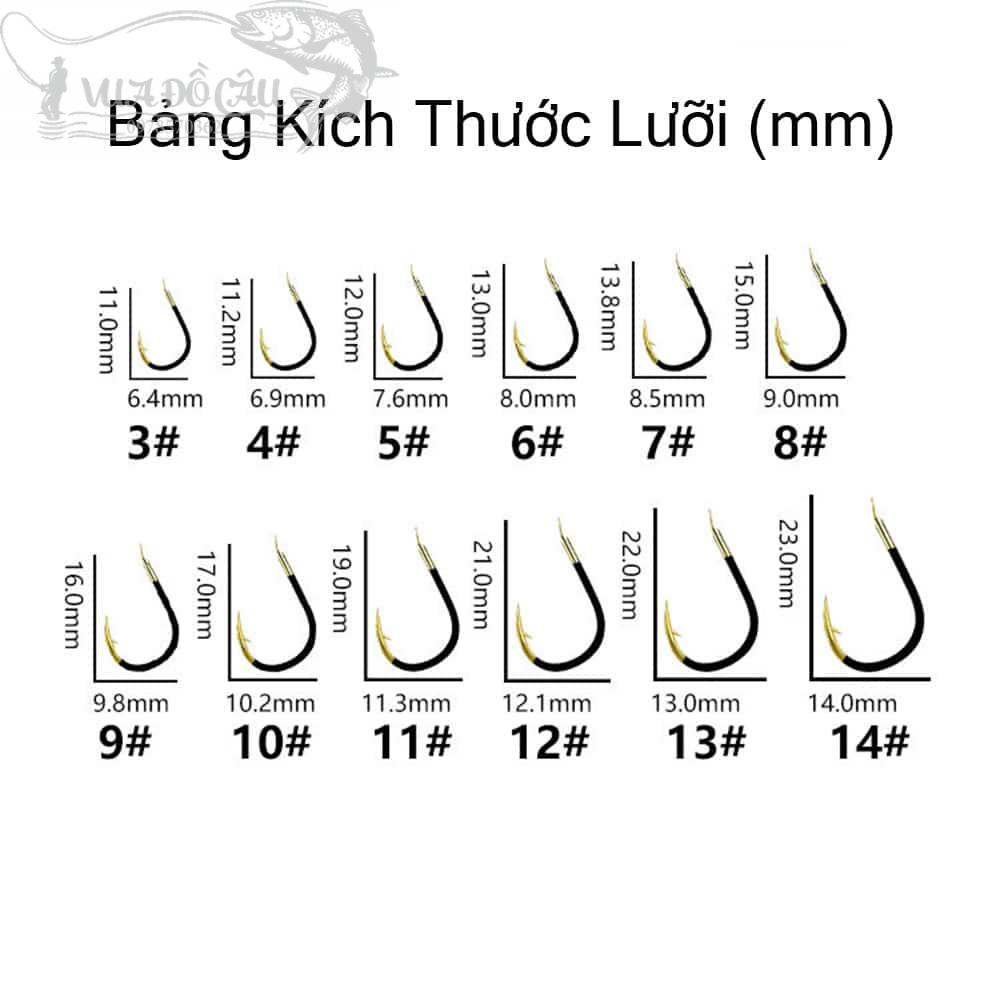 VUA ĐỒ CÂU
Bảng Kích Thước Lưỡi (mm)
11.0mm 11.2mm 12.0mm 13.0mm 13.8mm 15.0mm
6.4mm 6.9mm 7.6mm 8.0mm 8.5mm 9.0mm
3# 4# 5# 6# 7# 8#
16.0mm 17.0mm 19.0mm 21.0mm 22.0mm 23.0mm
9.8mm 10.2mm 11.3mm 12.1mm 13.0mm 14.0mm
9# 10# 11# 12# 13# 14#